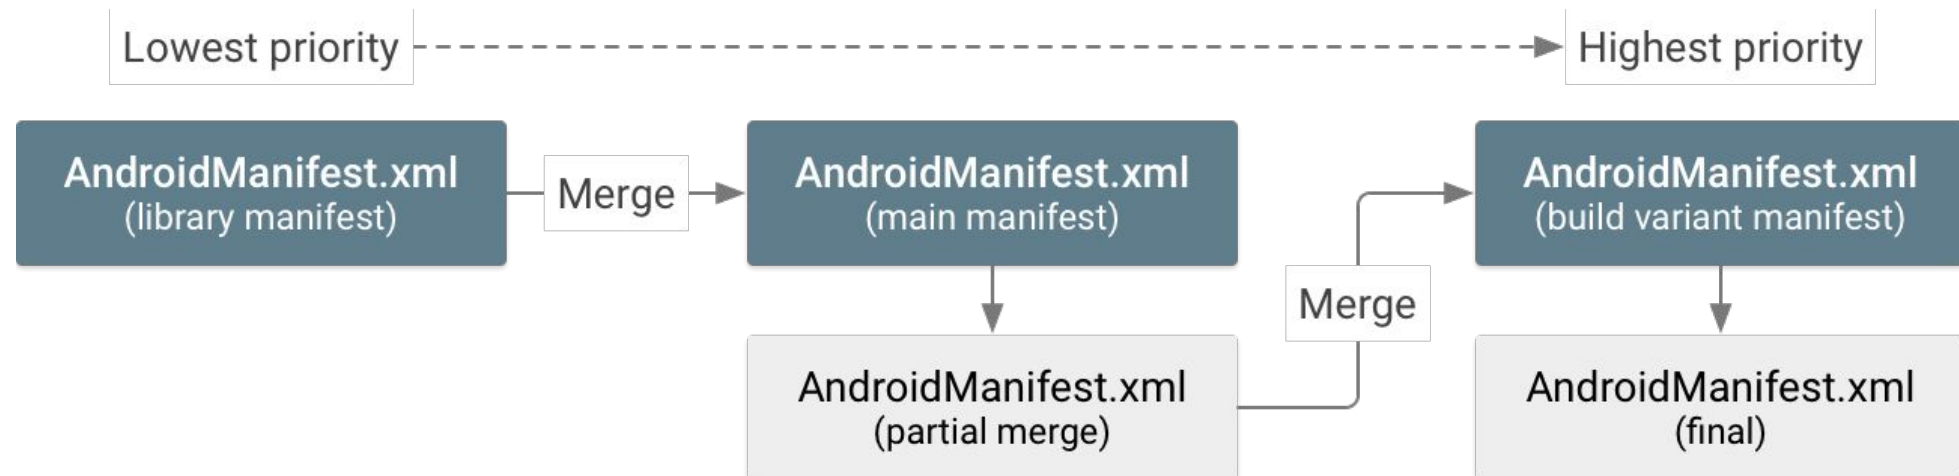 Lowest priority
Highest priority
AndroidManifest.xml
(library manifest)
Merge
AndroidManifest.xml
(main manifest)
AndroidManifest.xml
(build variant manifest)
Merge
AndroidManifest.xml
(partial merge)
AndroidManifest.xml
(final)